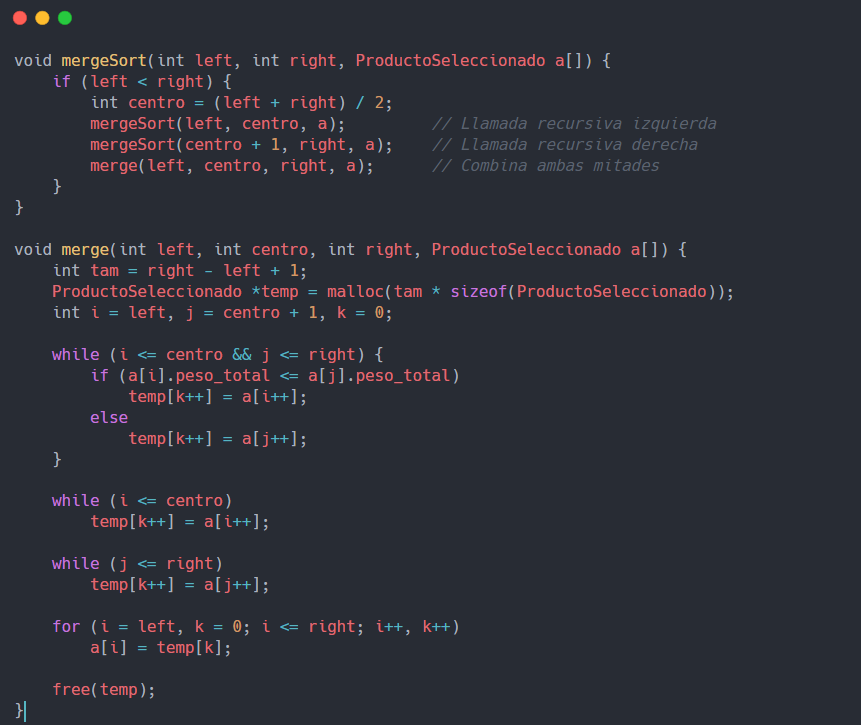 void mergeSort(int left, int right, ProductoSeleccionado a[]) {
    if (left < right) {
        int centro = (left + right) / 2;
        mergeSort(left, centro, a);         // Llamada recursiva izquierda
        mergeSort(centro + 1, right, a);    // Llamada recursiva derecha
        merge(left, centro, right, a);      // Combina ambas mitades
    }
}

void merge(int left, int centro, int right, ProductoSeleccionado a[]) {
    int tam = right - left + 1;
    ProductoSeleccionado *temp = malloc(tam * sizeof(ProductoSeleccionado));
    int i = left, j = centro + 1, k = 0;

    while (i <= centro && j <= right) {
        if (a[i].peso_total <= a[j].peso_total)
            temp[k++] = a[i++];
        else
            temp[k++] = a[j++];
    }

    while (i <= centro)
        temp[k++] = a[i++];

    while (j <= right)
        temp[k++] = a[j++];

    for (i = left, k = 0; i <= right; i++, k++)
        a[i] = temp[k];

    free(temp);
}